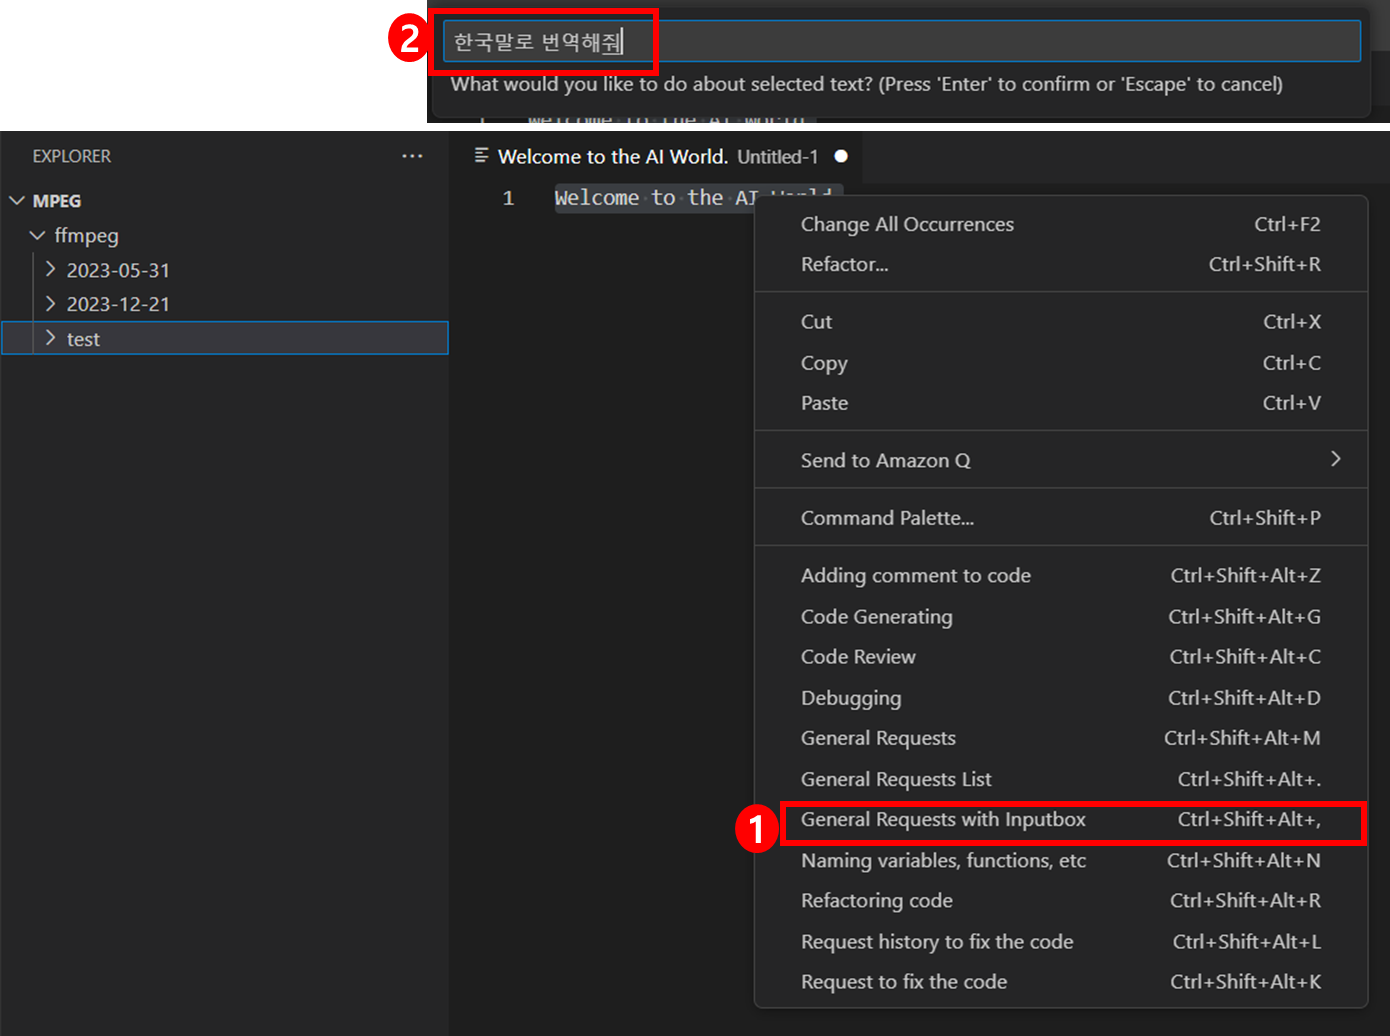 2
한국말로 번역해줘
What would you like to do about selected text? (Press 'Enter' to confirm or 'Escape' to cancel)
1 Welcome to the AI World.
EXPLORER ···
Welcome to the AI World. Untitled-1
MPEG
ffmpeg
2023-05-31
2023-12-21
test
1 Welcome to the AI World
Change All Occurrences Ctrl+F2
Refactor... Ctrl+Shift+R
Cut Ctrl+X
Copy Ctrl+C
Paste Ctrl+V
Send to Amazon Q
Command Palette... Ctrl+Shift+P
Adding comment to code Ctrl+Shift+Alt+Z
Code Generating Ctrl+Shift+Alt+G
Code Review Ctrl+Shift+Alt+C
Debugging Ctrl+Shift+Alt+D
General Requests Ctrl+Shift+Alt+M
General Requests List Ctrl+Shift+Alt+.
1 General Requests with Inputbox Ctrl+Shift+Alt+,
Naming variables, functions, etc Ctrl+Shift+Alt+N
Refactoring code Ctrl+Shift+Alt+R
Request history to fix the code Ctrl+Shift+Alt+L
Request to fix the code Ctrl+Shift+Alt+K